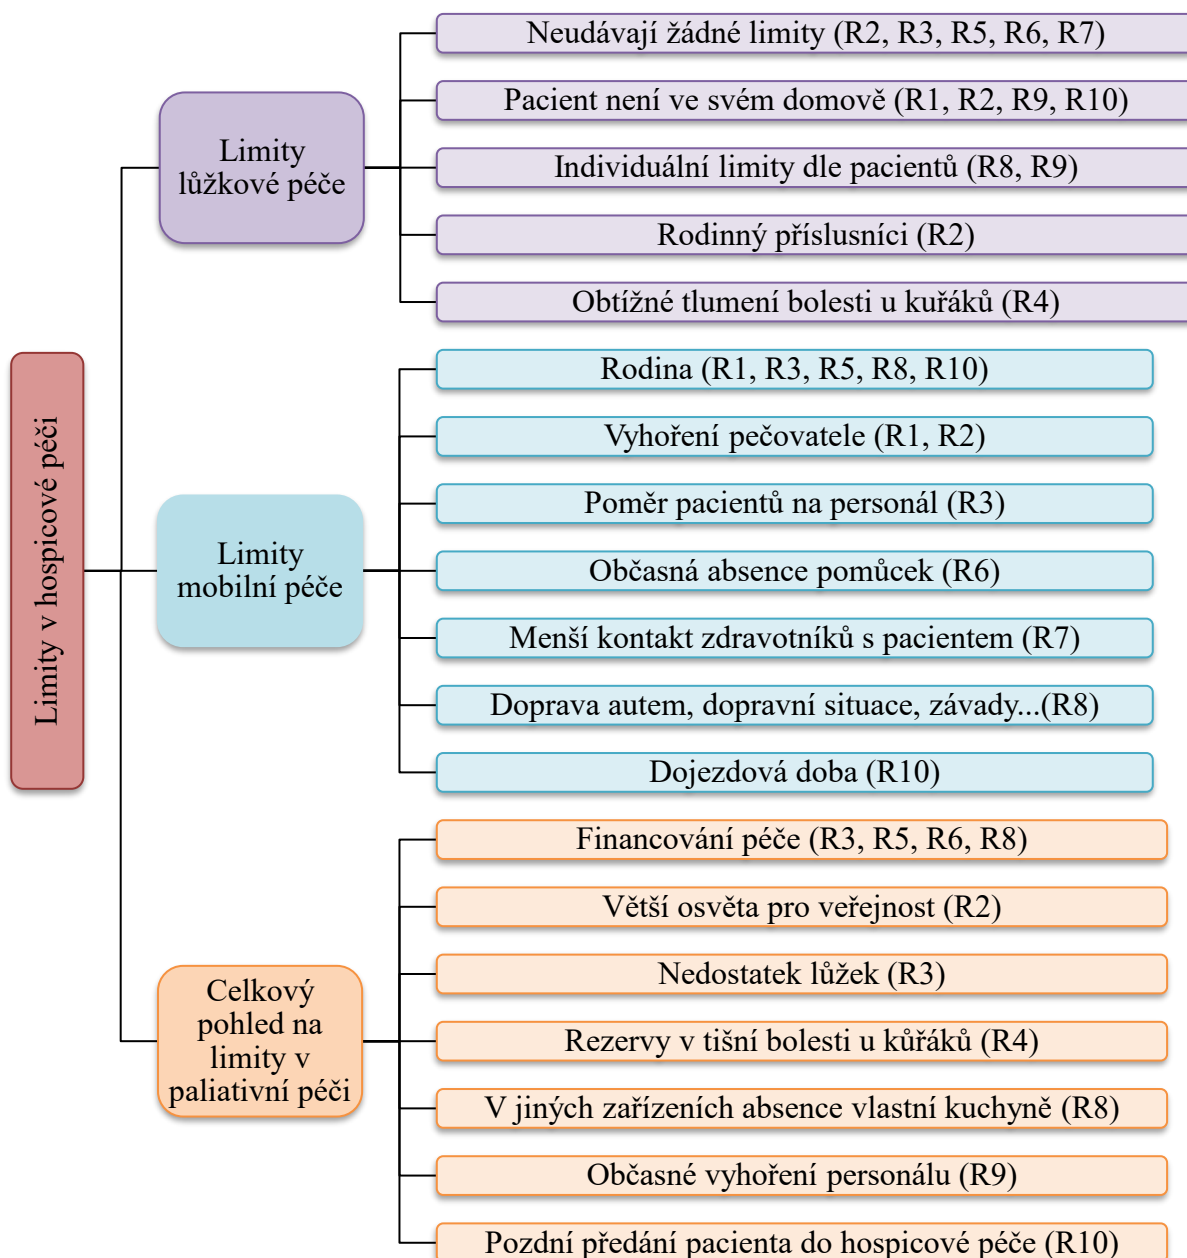 Limity v hospicové péči
Limity
lůžkové péče
Neudávají žádné limity (R2, R3, R5, R6, R7)
Pacient není ve svém domově (R1, R2, R9, R10)
Individuální limity dle pacientů (R8, R9)
Rodinný příslusníci (R2)
Obtížné tlumení bolesti u kuřáků (R4)
Limity
mobilní péče
Rodina (R1, R3, R5, R8, R10)
Vyhoření pečovatele (R1, R2)
Poměr pacientů na personál (R3)
Občasná absence pomůcek (R6)
Menší kontakt zdravotníků s pacientem (R7)
Doprava autem, dopravní situace, závady...(R8)
Dojezdová doba (R10)
Celkový
pohled na
limity v
paliativní péči
Financování péče (R3, R5, R6, R8)
Větší osvěta pro veřejnost (R2)
Nedostatek lůžek (R3)
Rezervy v tišní bolesti u kůřáků (R4)
V jiných zařízeních absence vlastní kuchyně (R8)
Občasné vyhoření personálu (R9)
Pozdní předání pacienta do hospicové péče (R10)